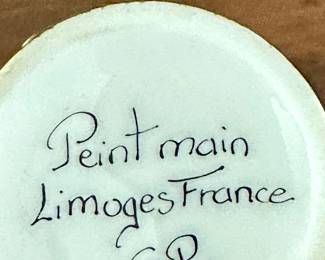 Peint main
Limoges France